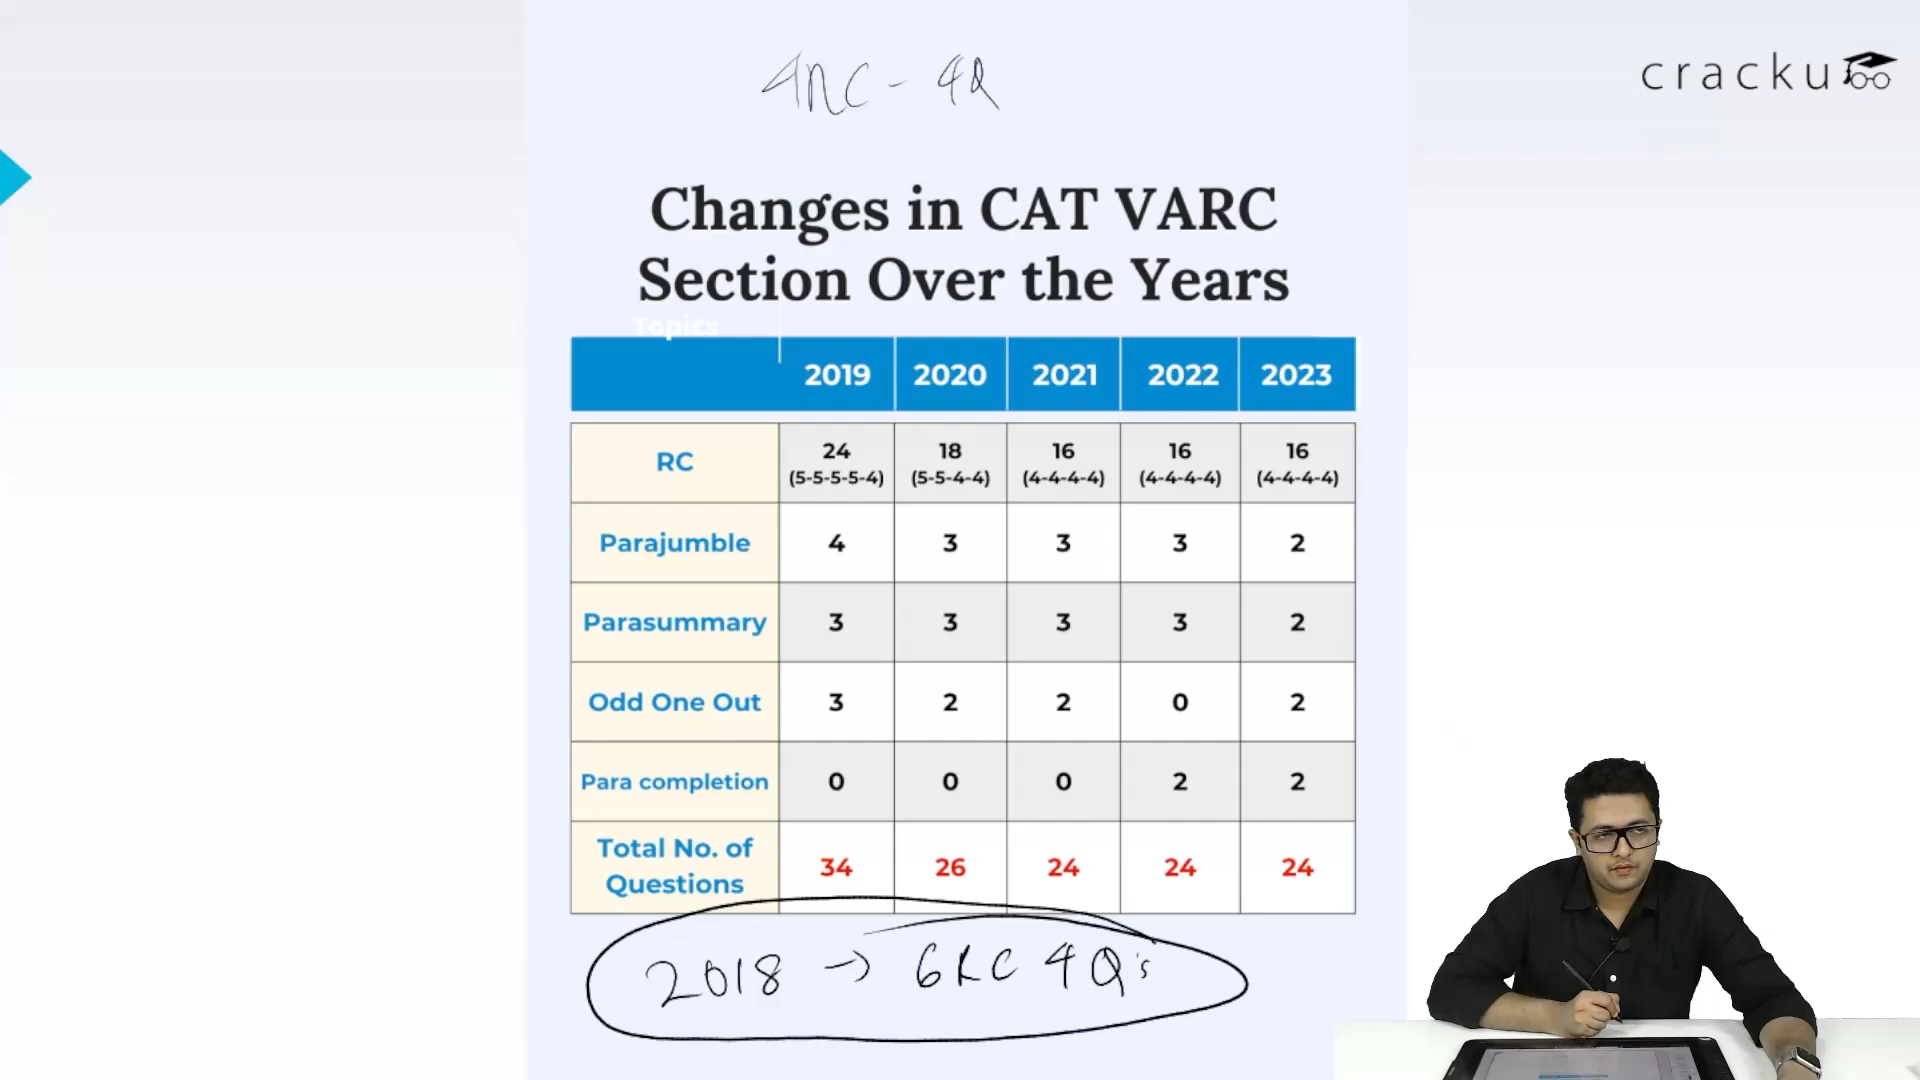 4RC - 4Q
cracku
Changes in CAT VARC
Section Over the Years
Topics
2019 2020 2021 2022 2023
RC 24 18 16 16 16
(5-5-5-5-4) (5-5-4-4) (4-4-4-4) (4-4-4-4) (4-4-4-4)
Parajumble 4 3 3 3 2
Parasummary 3 3 3 3 2
Odd One Out 3 2 2 0 2
Para completion 0 0 0 2 2
Total No. of
Questions 34 26 24 24 24
2018 → 6RC 4Q's